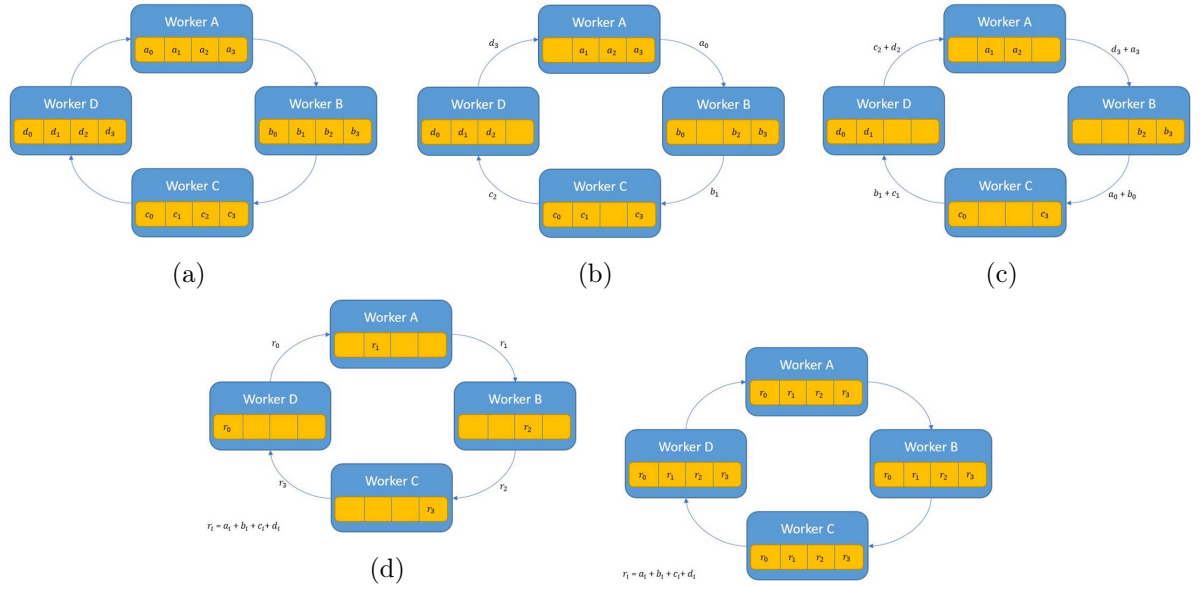 Worker A
a₀ a₁ a₂ a₃
Worker D
d₀ d₁ d₂ d₃
Worker B
b₀ b₁ b₂ b₃
Worker C
c₀ c₁ c₂ c₃
(a)
Worker A
a₁ a₂ a₃
d₃
a₀
Worker D
d₀ d₁ d₂
Worker B
b₀ b₂ b₃
Worker C
c₀ c₁ c₃
c₂
b₁
(b)
Worker A
a₁ a₂
c₂ + d₂
d₃ + a₃
Worker D
d₀ d₁
Worker B
b₂ b₃
Worker C
c₀ c₃
b₁ + c₁
a₀ + b₀
(c)
Worker A
r₁
r₀
r₁
Worker D
r₀
Worker B
r₂
Worker C
r₃
r₃
r₂
rᵢ = aᵢ + bᵢ + cᵢ+ dᵢ
(d)
Worker A
r₀ r₁ r₂ r₃
Worker D
r₀ r₁ r₂ r₃
Worker B
r₀ r₁ r₂ r₃
Worker C
r₀ r₁ r₂ r₃
rᵢ = aᵢ + bᵢ + cᵢ+ dᵢ